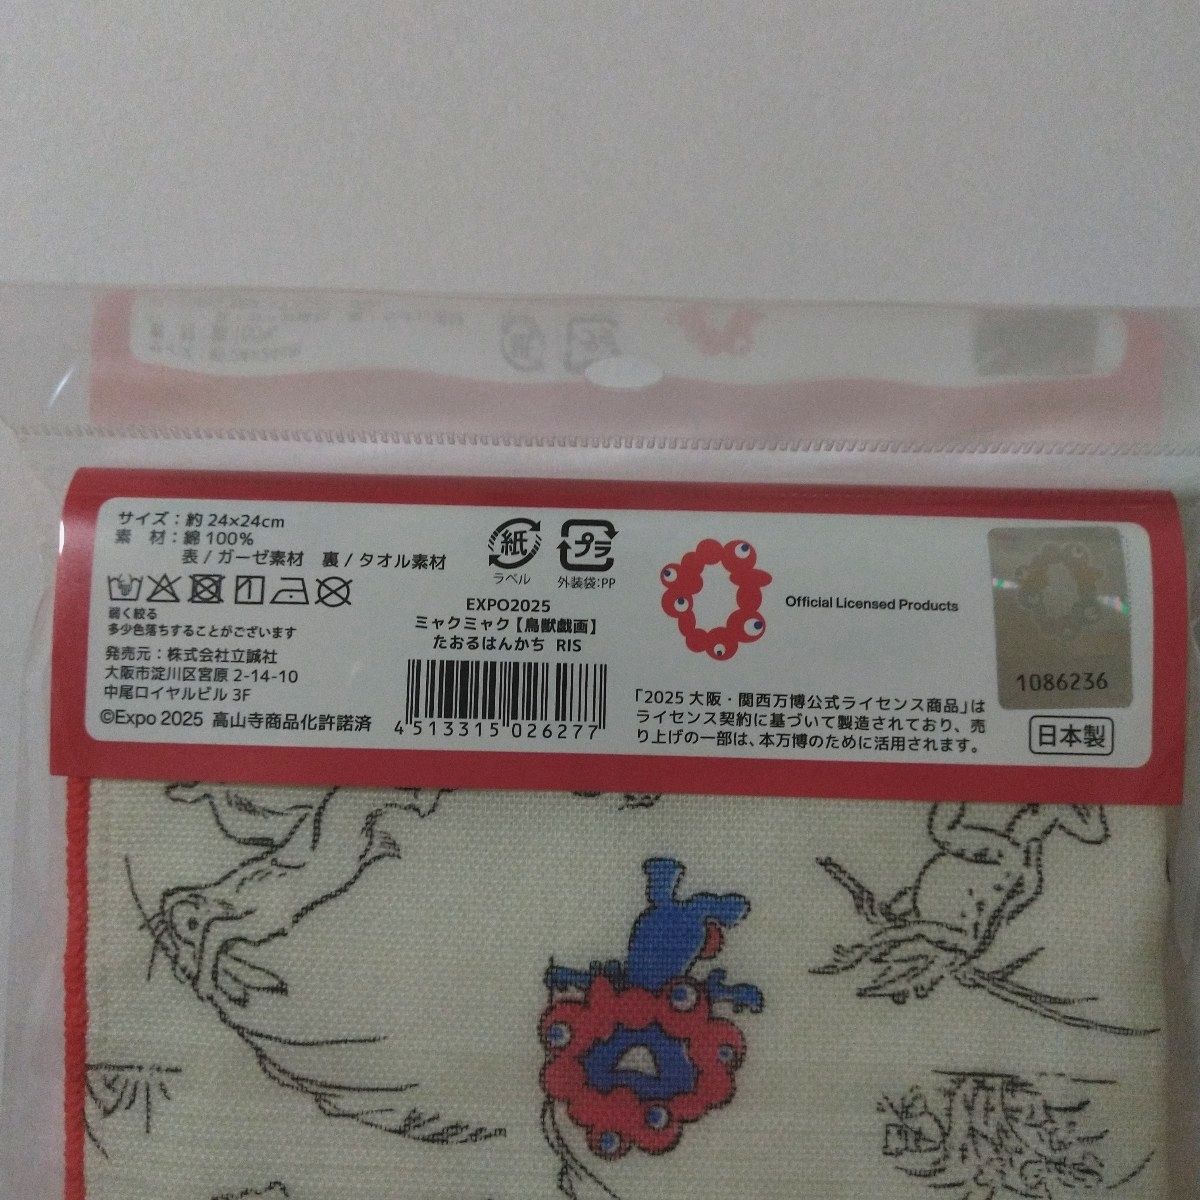 サイズ：約24×24cm
素　材：綿100%
表/ガーゼ素材　裏/タオル素材
弱く絞る
多少色落ちすることがございます
発売元：株式会社立誠社
大阪市淀川区宮原 2-14-10
中尾ロイヤルビル 3F
©Expo 2025 高山寺商品化許諾済
紙
ラベル
プラ
外装袋:PP
EXPO2025
ミャクミャク【鳥獣戯画】
たおるはんかち RIS
4 513315 026277
Official Licensed Products
「2025 大阪・関西万博公式ライセンス商品」は
ライセンス契約に基づいて製造されており、売
り上げの一部は、本万博のために活用されます。
1086236
日本製